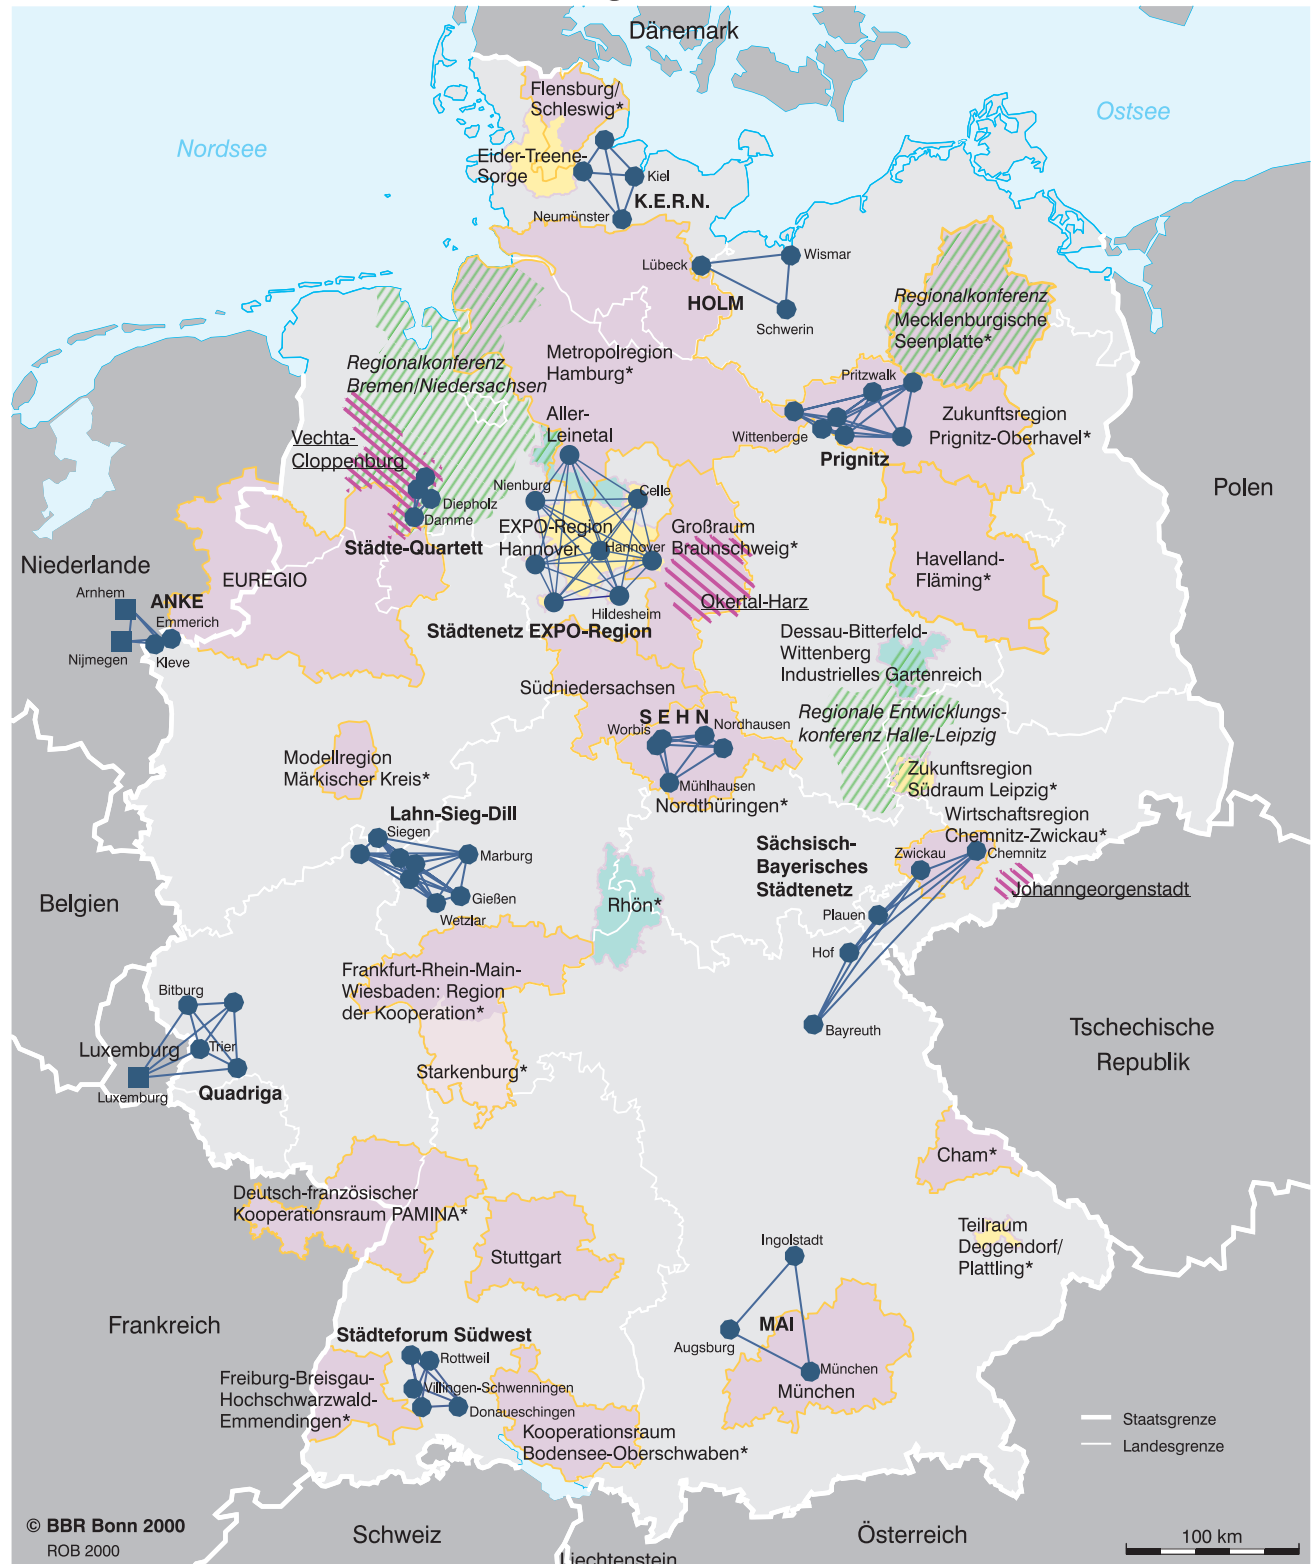 Dänemark
Nordsee
Ostsee
Flensburg/
Schleswig*
Eider-Treene-
Sorge
Kiel
K.E.R.N.
Neumünster
Lübeck
Wismar
HOLM
Schwerin
Regionalkonferenz
Mecklenburgische
Seenplatte*
Metropolregion
Hamburg*
Regionalkonferenz
Bremen/Niedersachsen
Pritzwalk
Wittenberge
Prignitz
Zukunftsregion
Prignitz-Oberhavel*
Aller-
Leinetal
Vechta-
Cloppenburg
Diepholz
Damme
Städte-Quartett
Nienburg
Celle
EXPO-Region
Hannover
Hannover
Hildesheim
Städtenetz EXPO-Region
Großraum
Braunschweig*
Okertal-Harz
Polen
Havelland-
Fläming*
Niederlande
EUREGIO
Arnhem
ANKE
Emmerich
Nijmegen
Kleve
Dessau-Bitterfeld-
Wittenberg
Industrielles Gartenreich
Südniedersachsen
S E H N
Worbis
Nordhausen
Mühlhausen
Nordthüringen*
Regionale Entwicklungs-
konferenz Halle-Leipzig
Zukunftsregion
Südraum Leipzig*
Modellregion
Märkischer Kreis*
Lahn-Sieg-Dill
Siegen
Marburg
Gießen
Wetzlar
Wirtschaftsregion
Chemnitz-Zwickau*
Sächsisch-
Bayerisches
Städtenetz
Zwickau
Chemnitz
Johanngeorgenstadt
Plauen
Hof
Bayreuth
Belgien
Rhön*
Frankfurt-Rhein-Main-
Wiesbaden: Region
der Kooperation*
Starkenburg*
Bitburg
Luxemburg
Trier
Luxemburg
Quadriga
Tschechische
Republik
Cham*
Deutsch-französischer
Kooperationsraum PAMINA*
Stuttgart
Teilraum
Deggendorf/
Plattling*
Ingolstadt
MAI
Augsburg
München
München
Frankreich
Städteforum Südwest
Rottweil
Villingen-Schwenningen
Donaueschingen
Freiburg-Breisgau-
Hochschwarzwald-
Emmendingen*
Kooperationsraum
Bodensee-Oberschwaben*
Staatsgrenze
Landesgrenze
© BBR Bonn 2000
ROB 2000
Schweiz
Österreich
Liechtenstein
100 km